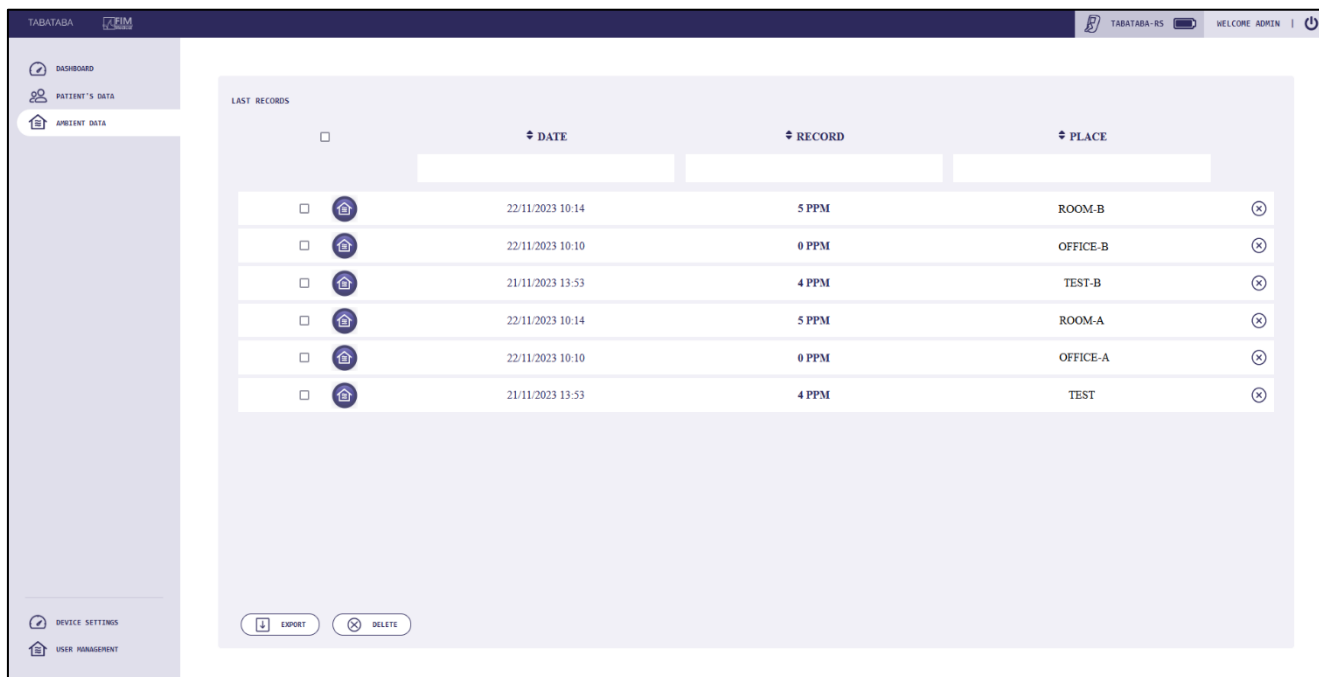 TABATABA FIM TABATABA-RS WELCOME ADMIN |
DASHBOARD
PATIENT'S DATA
AMBIENT DATA
LAST RECORDS
DATE RECORD PLACE
22/11/2023 10:14 5 PPM ROOM-B
22/11/2023 10:10 0 PPM OFFICE-B
21/11/2023 13:53 4 PPM TEST-B
22/11/2023 10:14 5 PPM ROOM-A
22/11/2023 10:10 0 PPM OFFICE-A
21/11/2023 13:53 4 PPM TEST
EXPORT DELETE
DEVICE SETTINGS
USER MANAGEMENT